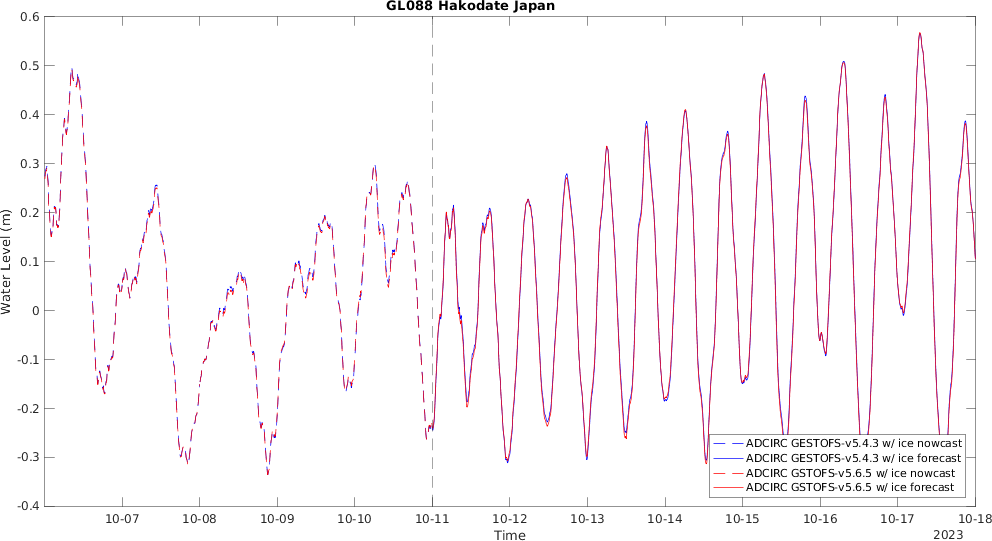 GL088 Hakodate Japan
0.6
0.5
0.4
0.3
0.2
0.1
0
-0.1
-0.2
-0.3
-0.4
Water Level (m)
ADCIRC GESTOFS-v5.4.3 w/ ice nowcast
ADCIRC GESTOFS-v5.4.3 w/ ice forecast
ADCIRC GSTOFS-v5.6.5 w/ ice nowcast
ADCIRC GSTOFS-v5.6.5 w/ ice forecast
10-07 10-08 10-09 10-10 10-11 10-12 10-13 10-14 10-15 10-16 10-17 10-18
Time
2023